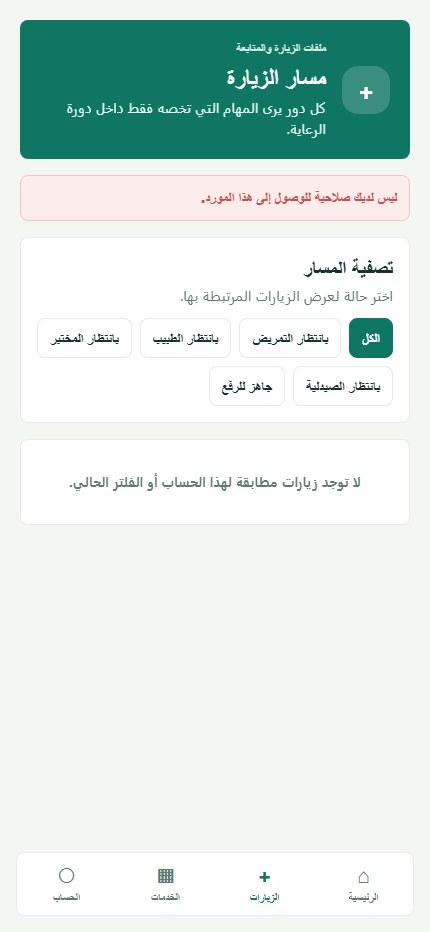 ملفات الزيارة والمتابعة
مسار الزيارة
كل دور يرى المهام التي تخصه فقط داخل دورة
الرعاية.
ليس لديك صلاحية للوصول إلى هذا المورد.
تصفية المسار
اختر حالة لعرض الزيارات المرتبطة بها.
الكل
بانتظار التمريض
بانتظار الطبيب
بانتظار المختبر
بانتظار الصيدلية
جاهز للرفع
لا توجد زيارات مطابقة لهذا الحساب أو الفلتر الحالي.
الرئيسية
الزيارات
الخدمات
الحساب